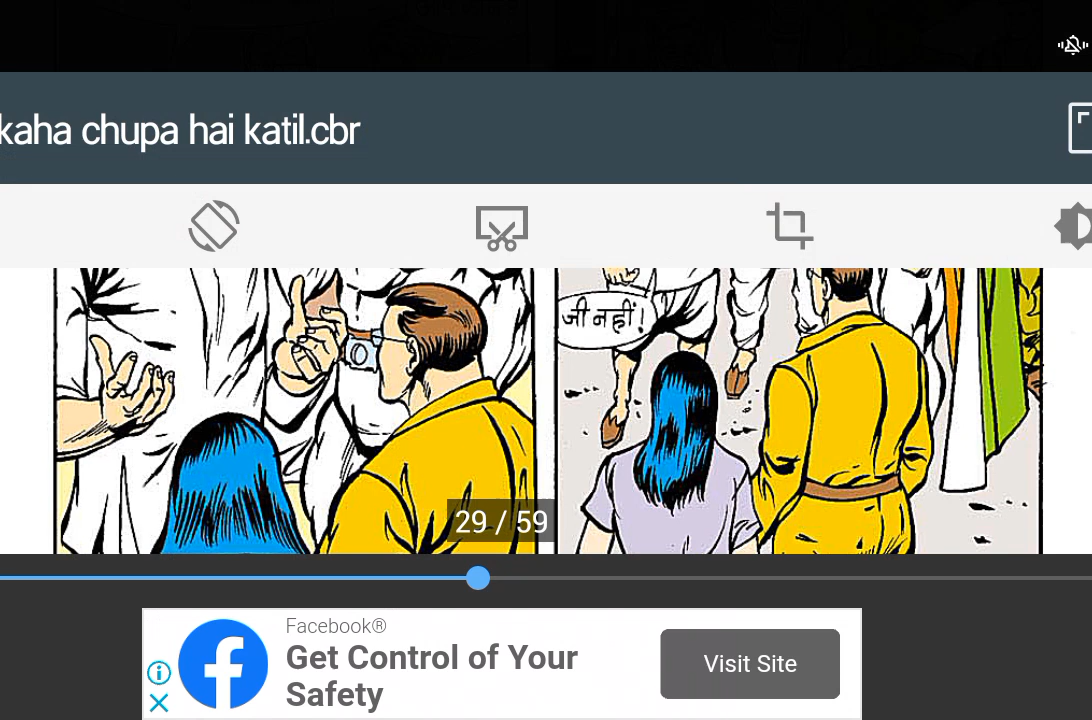 kaha chupa hai katil.cbr
जी नहीं!
29 / 59
Facebook®
Get Control of Your
Safety
Visit Site